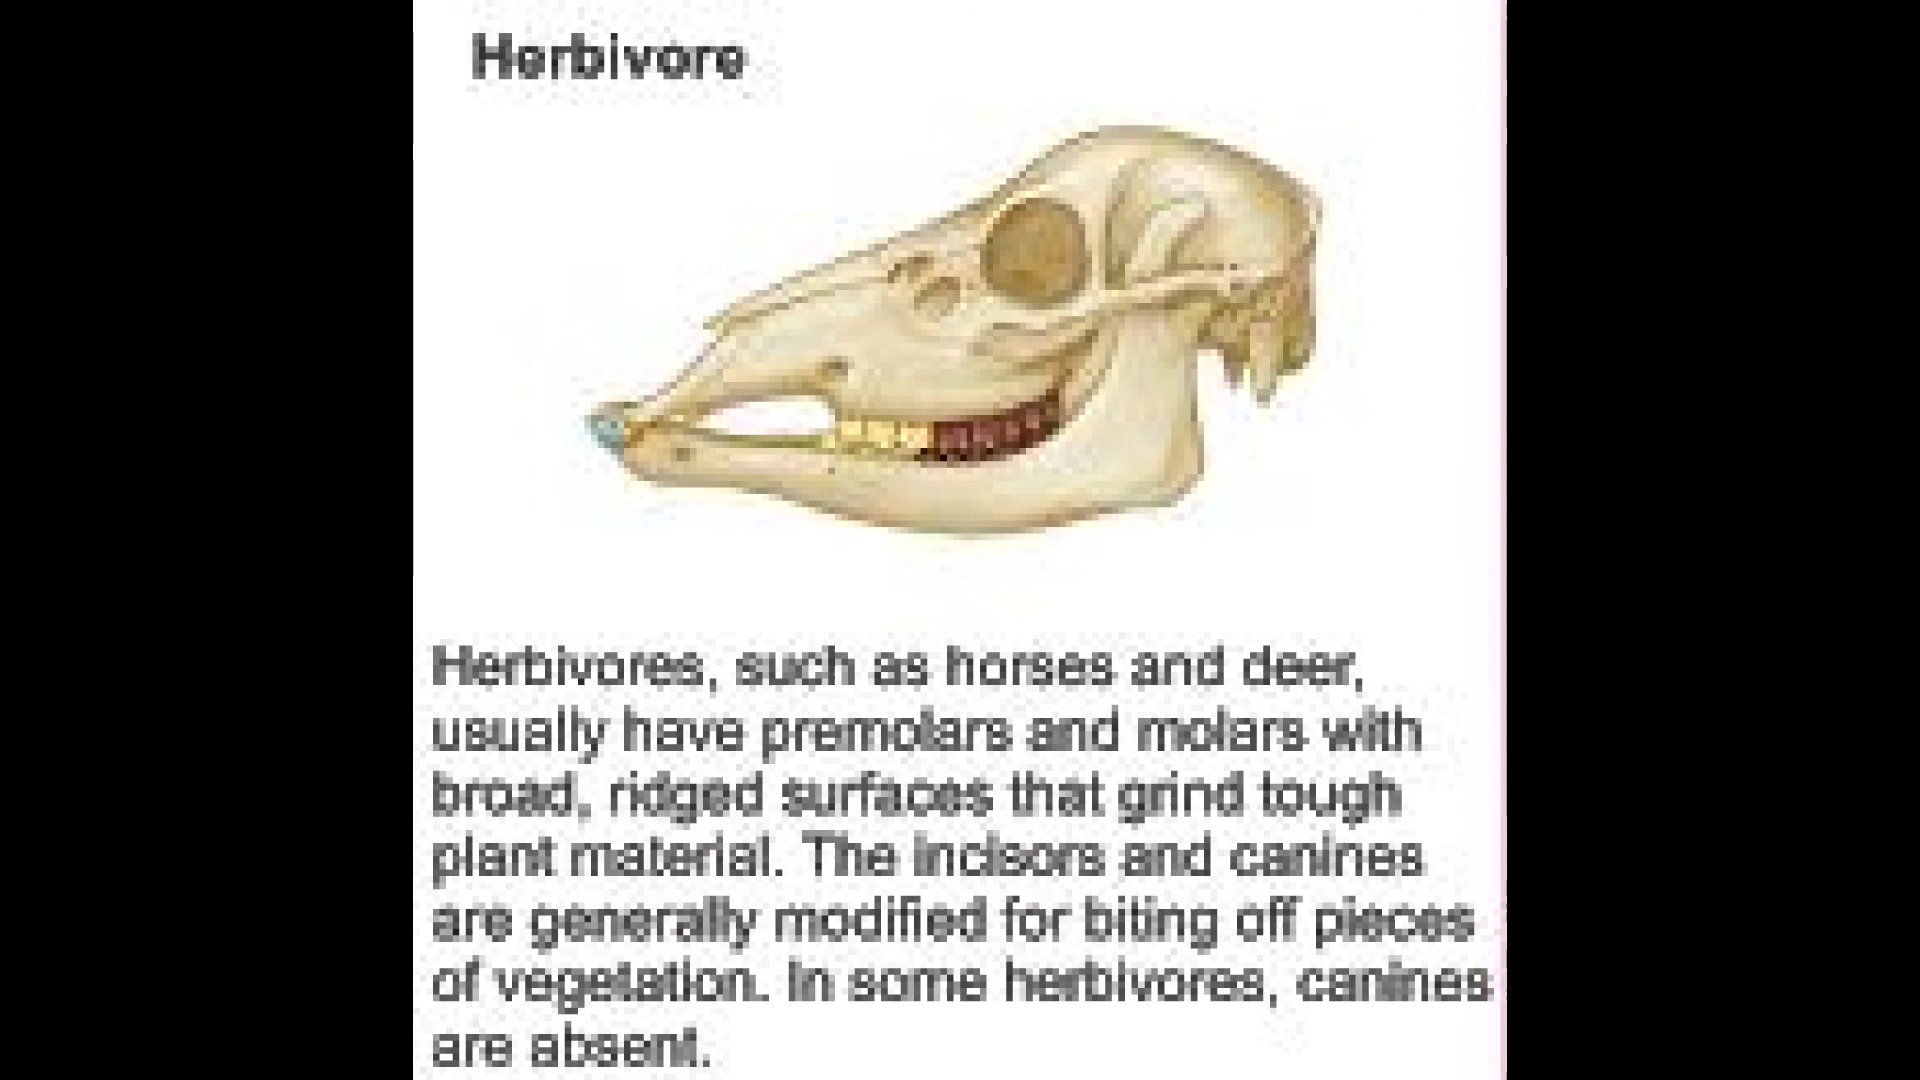 Herbivore
Herbivores, such as horses and deer,
usually have premolars and molars with
broad, ridged surfaces that grind tough
plant material. The incisors and canines
are generally modified for biting off pieces
of vegetation. In some herbivores, canines
are absent.